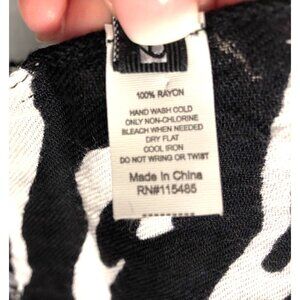 100% RAYON
HAND WASH COLD
ONLY NON-CHLORINE
BLEACH WHEN NEEDED
DRY FLAT
COOL IRON
DO NOT WRING OR TWIST
Made In China
RN#115485